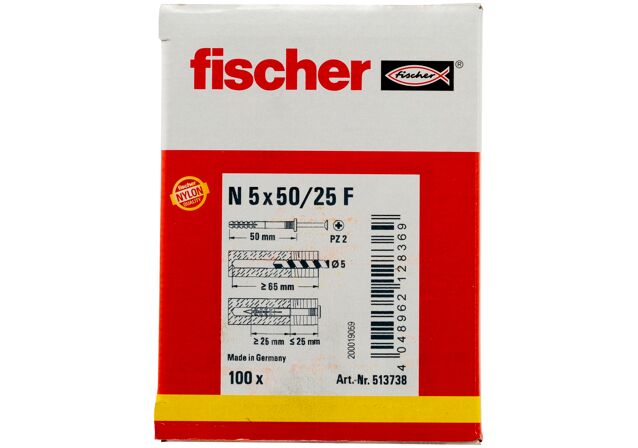 fischer
fischer ®
fischer
NYLON
QUALITY
N 5 x 50/25 F
50 mm
PZ 2
Ø 5
≥ 65 mm
≥ 25 mm ≤ 25 mm
Made in Germany
100 x
Art.-Nr. 513738
200019059
4 048962 128369